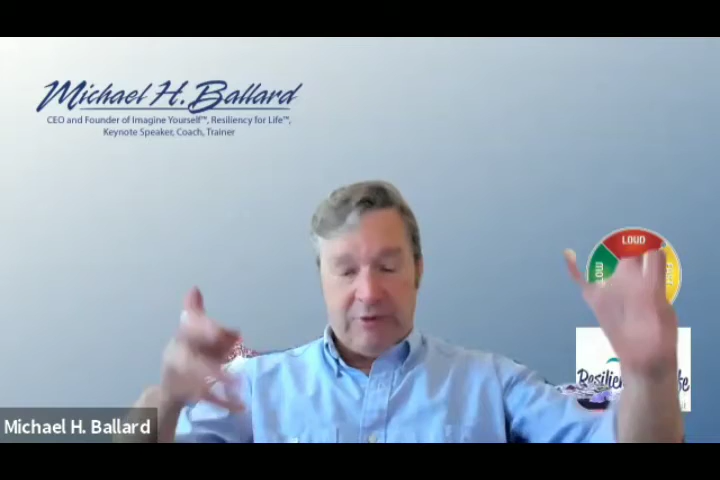 Michael H. Ballard
CEO and Founder of Imagine Yourself™, Resiliency for Life™,
Keynote Speaker, Coach, Trainer
LOUD
Michael H. Ballard